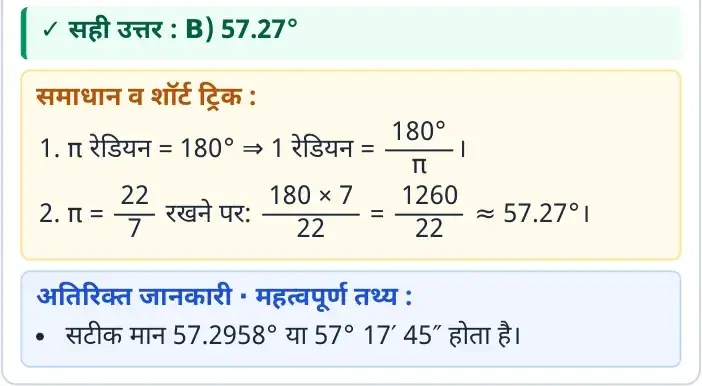 ✓ सही उत्तर : B) 57.27°
समाधान व शॉर्ट ट्रिक :
1. π रेडियन = 180° ⇒ 1 रेडियन = 180°/π ।
2. π = 22/7 रखने पर: (180 × 7)/22 = 1260/22 ≈ 57.27°।
अतिरिक्त जानकारी · महत्वपूर्ण तथ्य :
• सटीक मान 57.2958° या 57° 17′ 45″ होता है।